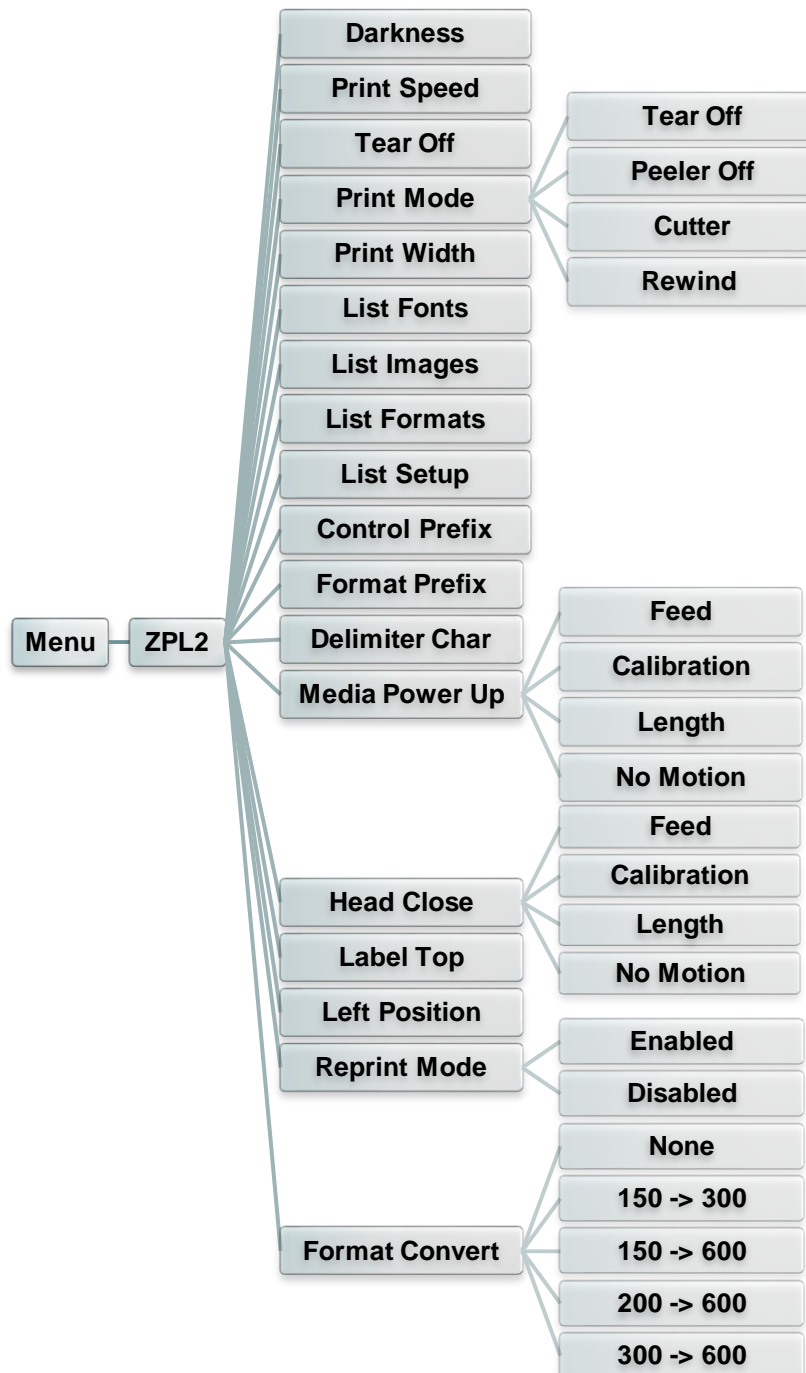 Menu
ZPL2
Darkness
Print Speed
Tear Off
Print Mode
Tear Off
Peeler Off
Cutter
Rewind
Print Width
List Fonts
List Images
List Formats
List Setup
Control Prefix
Format Prefix
Delimiter Char
Media Power Up
Feed
Calibration
Length
No Motion
Head Close
Feed
Calibration
Length
No Motion
Label Top
Left Position
Reprint Mode
Enabled
Disabled
Format Convert
None
150 -> 300
150 -> 600
200 -> 600
300 -> 600